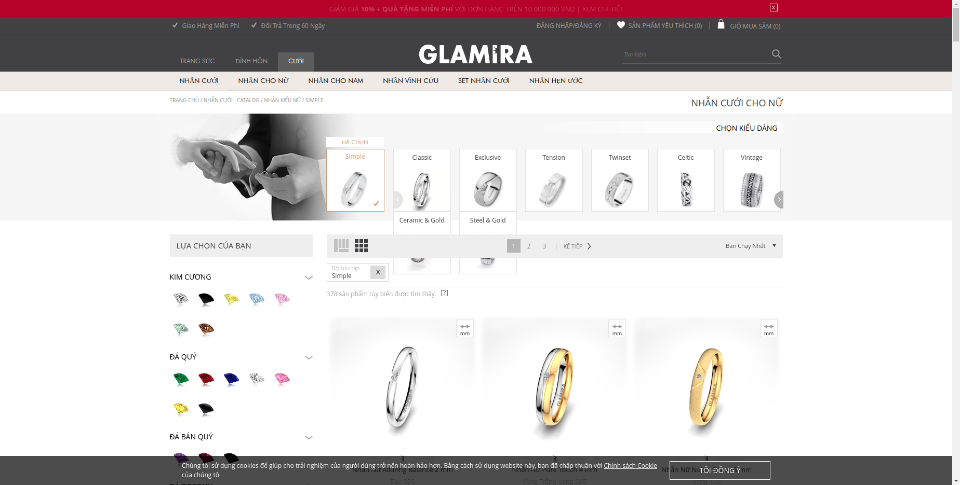 GIẢM GIÁ 10% + QUÀ TẶNG MIỄN PHÍ VỚI ĐƠN HÀNG TRÊN 10 000 000 VND | XEM CHI TIẾT
x
Giao Hàng Miễn Phí
Đổi Trả Trong 60 Ngày
ĐĂNG NHẬP/ĐĂNG KÝ
SẢN PHẨM YÊU THÍCH (0)
GIỎ MUA SẮM (0)
TRANG SỨC
ĐÍNH HÔN
CƯỚI
GLAMIRA
Tìm kiếm
NHẪN CƯỚI
NHẪN CHO NỮ
NHẪN CHO NAM
NHẪN VĨNH CỬU
SET NHẪN CƯỚI
NHẪN HẸN ƯỚC
TRANG CHỦ / NHẪN CƯỚI - CATALOG / NHẪN KIỂU NỮ / SIMPLE
NHẪN CƯỚI CHO NỮ
CHỌN KIỂU DÁNG
ĐÃ CHỌN
Simple
Classic
Exclusive
Tension
Twinset
Celtic
Vintage
Ceramic & Gold
Steel & Gold
LỰA CHỌN CỦA BẠN
1
2
3
KẾ TIẾP
Bán Chạy Nhất
Bộ sưu tập
Simple
X
378 sản phẩm tùy biến được tìm thấy.
[?]
KIM CƯƠNG
ĐÁ QUÝ
ĐÁ BÁN QUÝ
mm
mm
mm
Chúng tôi sử dụng cookies để giúp cho trải nghiệm của người dùng trở nên hoàn hảo hơn. Bằng cách sử dụng website này, bạn đã chấp thuận với Chính sách Cookie
của chúng tôi.
TÔI ĐỒNG Ý